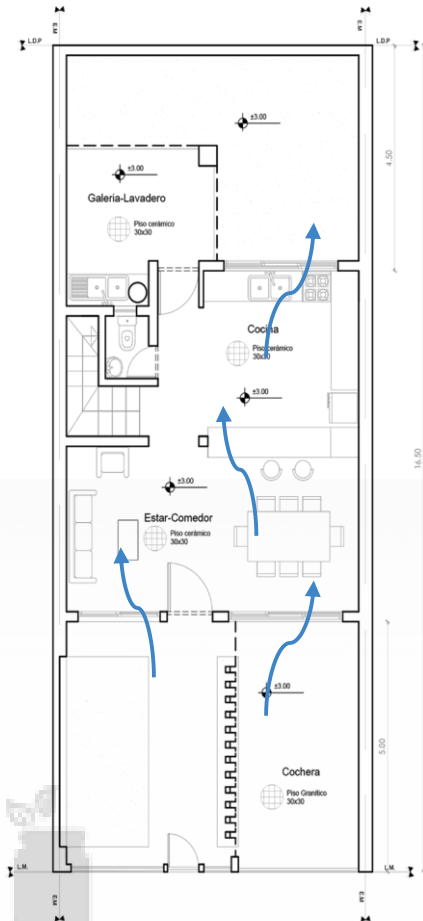 E.M
E.M
L.D.P
L.D.P
±3.00
4.50
±3.00
Galeria-Lavadero
Piso cerámico
30x30
Cocina
Piso cerámico
30x30
±3.00
16.50
±3.00
Estar-Comedor
Piso cerámico
30x30
±3.00
5.00
Cochera
Piso Granitico
30x30
L.M.
L.M.
E.M
E.M